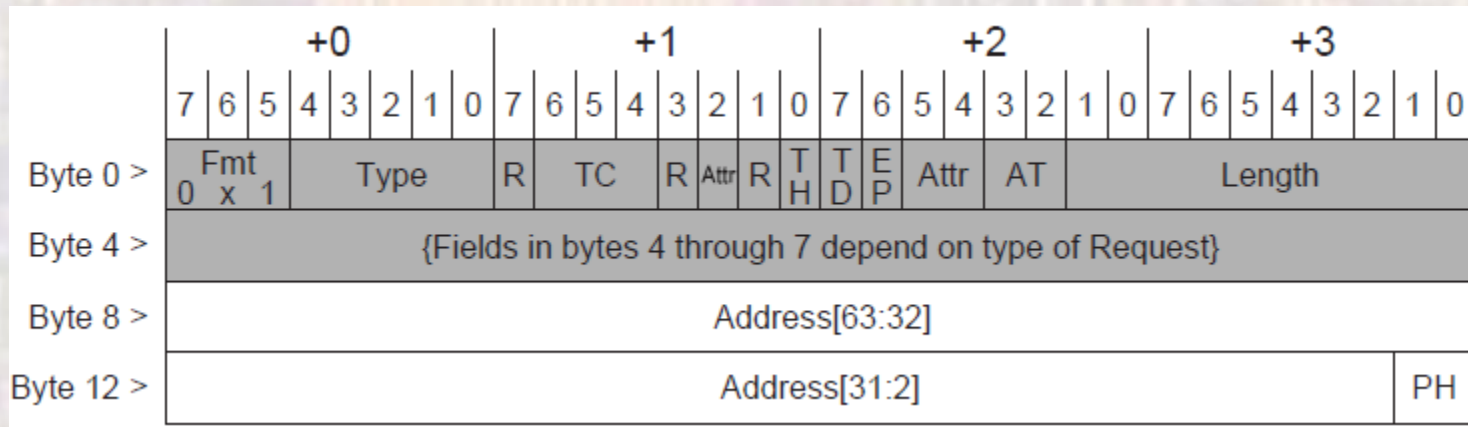 +0 +1 +2 +3
7 6 5 4 3 2 1 0 7 6 5 4 3 2 1 0 7 6 5 4 3 2 1 0 7 6 5 4 3 2 1 0
Byte 0 > Fmt 0 x 1 Type R TC R Attr R TH TD EP Attr AT Length
Byte 4 > {Fields in bytes 4 through 7 depend on type of Request}
Byte 8 > Address[63:32]
Byte 12 > Address[31:2] PH